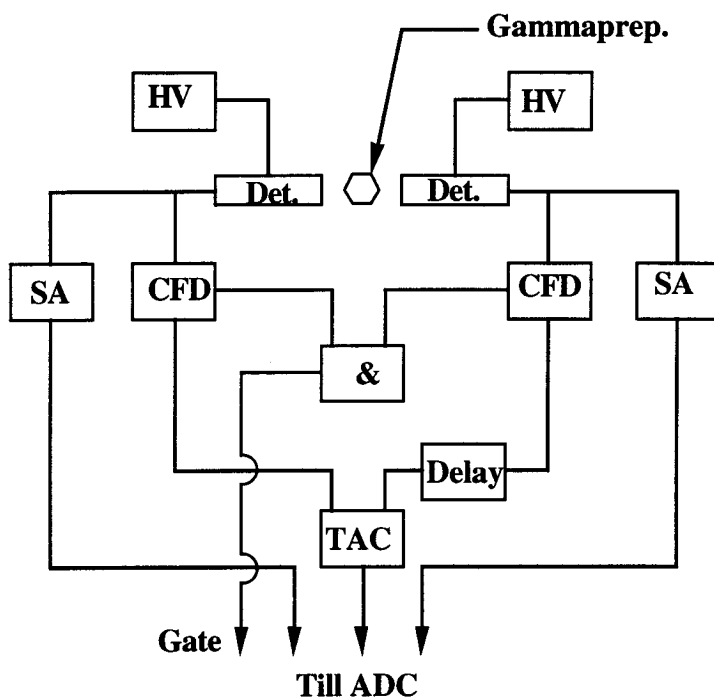 Gammaprep.
HV
HV
Det.
Det.
SA
CFD
CFD
SA
&
Delay
TAC
Gate
Till ADC